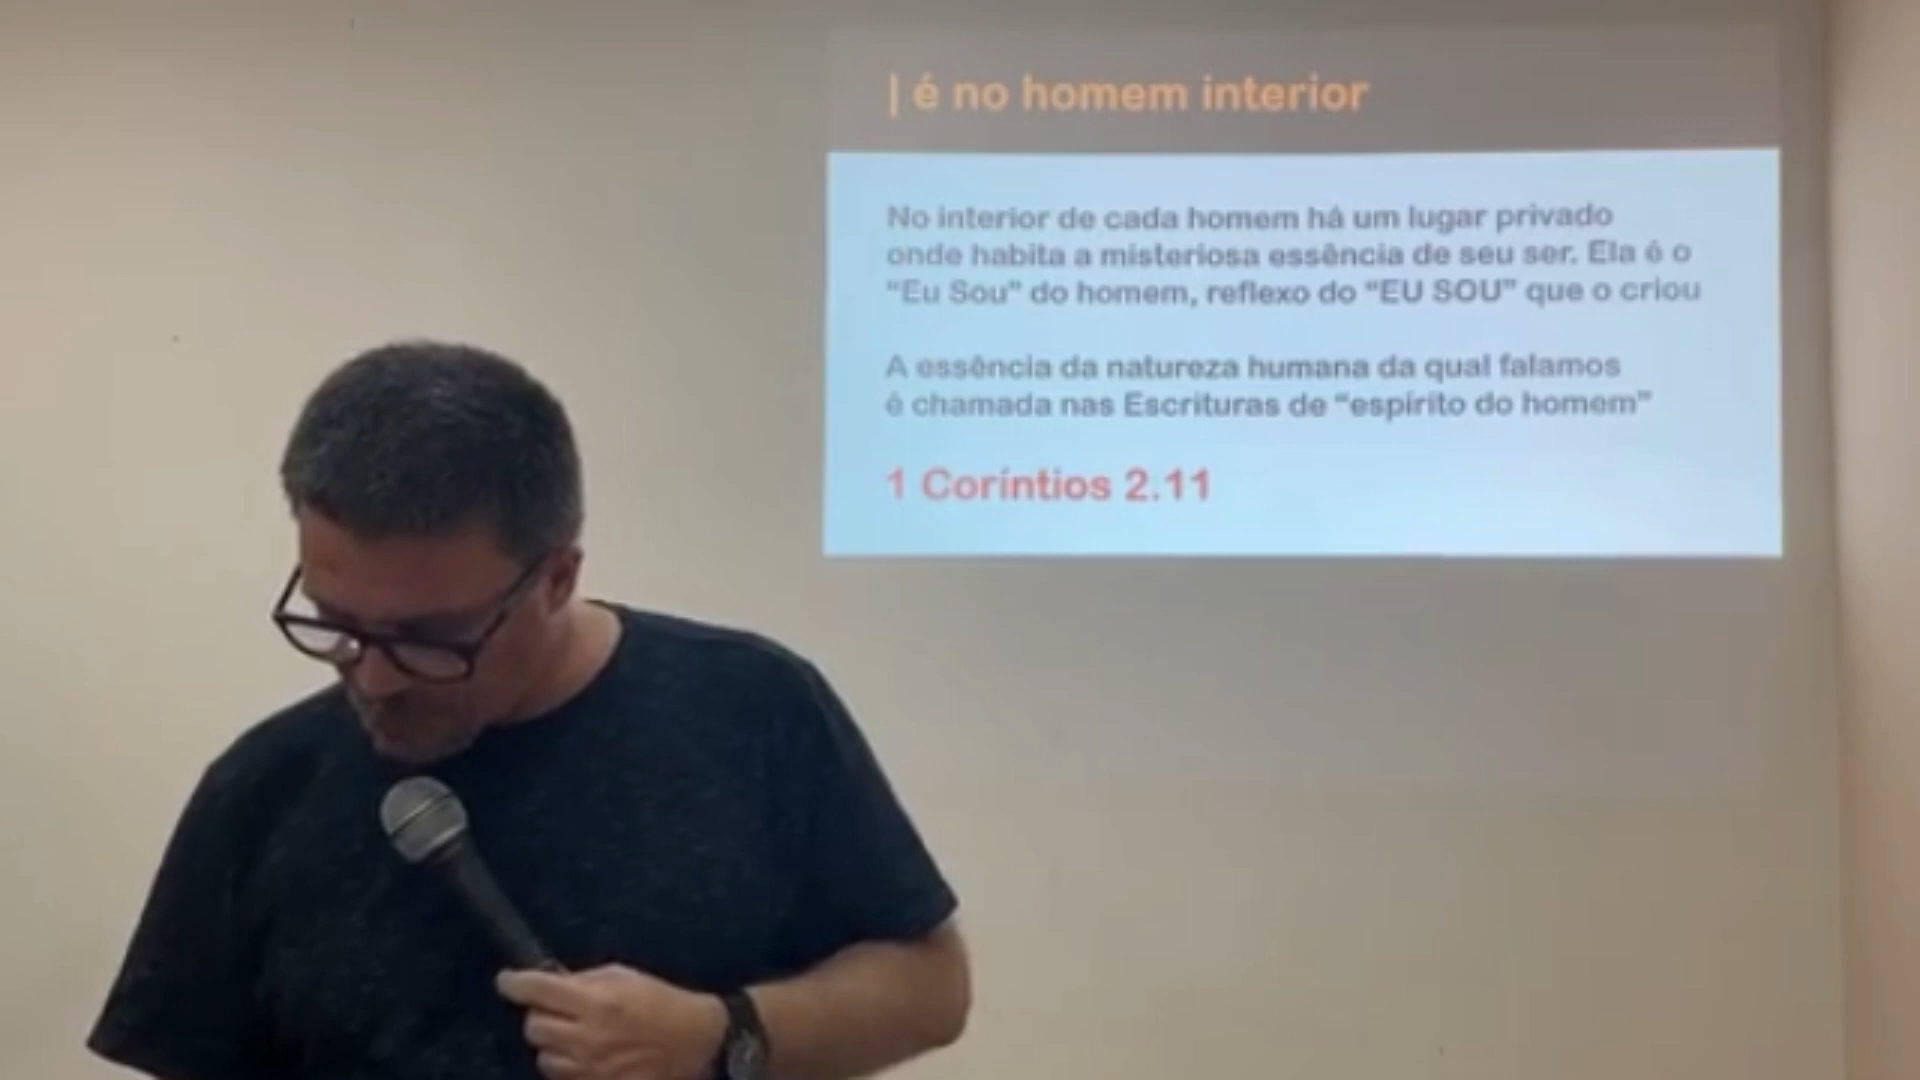 | é no homem interior
No interior de cada homem há um lugar privado
onde habita a misteriosa essência de seu ser. Ela é o
“Eu Sou” do homem, reflexo do “EU SOU” que o criou
A essência da natureza humana da qual falamos
é chamada nas Escrituras de “espírito do homem”
1 Coríntios 2.11